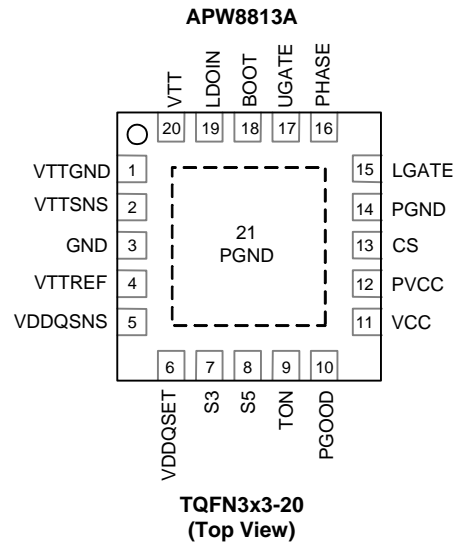 APW8813A
VTT
LDOIN
BOOT
UGATE
PHASE
20
19
18
17
16
VTTGND 1
VTTSNS 2
GND 3
VTTREF 4
VDDQSNS 5
21
PGND
15 LGATE
14 PGND
13 CS
12 PVCC
11 VCC
6
7
8
9
10
VDDQSET
S3
S5
TON
PGOOD
TQFN3x3-20
(Top View)